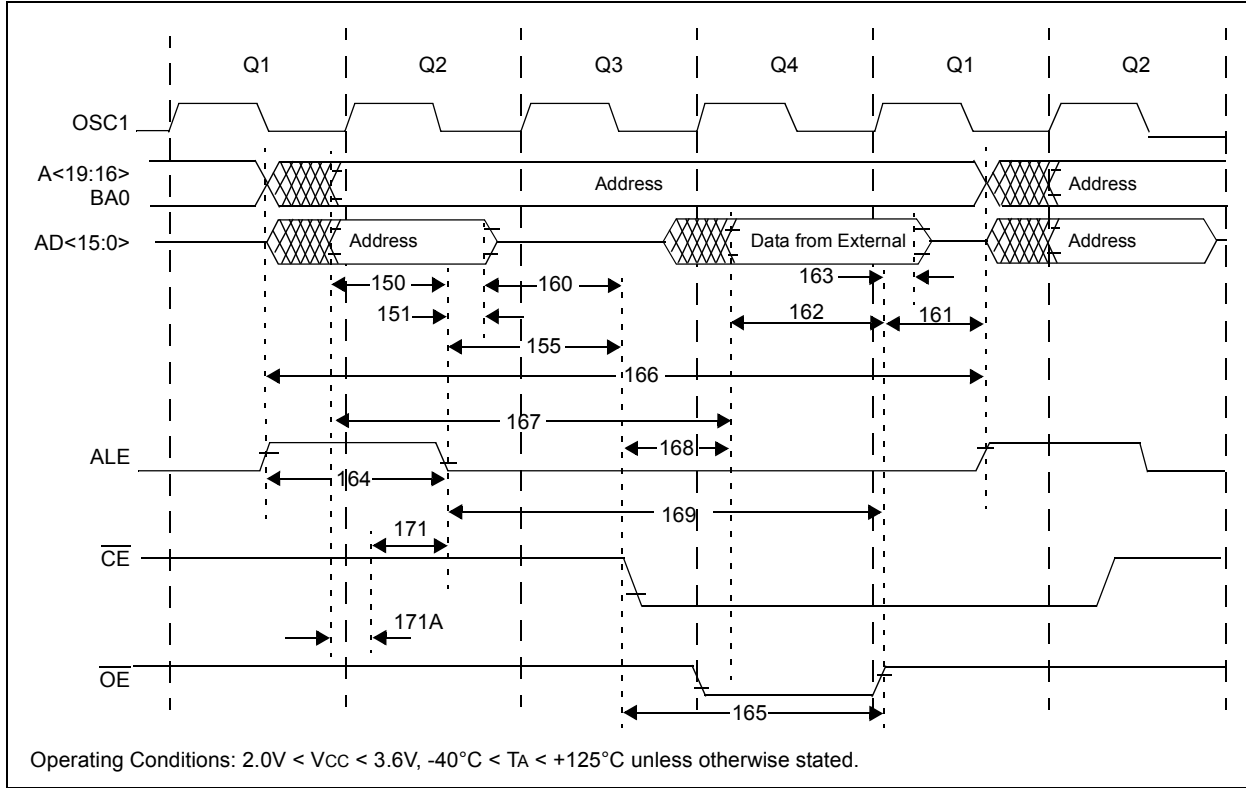 Q1 Q2 Q3 Q4 Q1 Q2
OSC1
A<19:16>
BA0
Address
Address
AD<15:0>
Address
Data from External
Address
150
160
163
151
162
161
155
166
167
168
ALE
164
169
171
CE
171A
OE
165
Operating Conditions: 2.0V < VCC < 3.6V, -40°C < TA < +125°C unless otherwise stated.